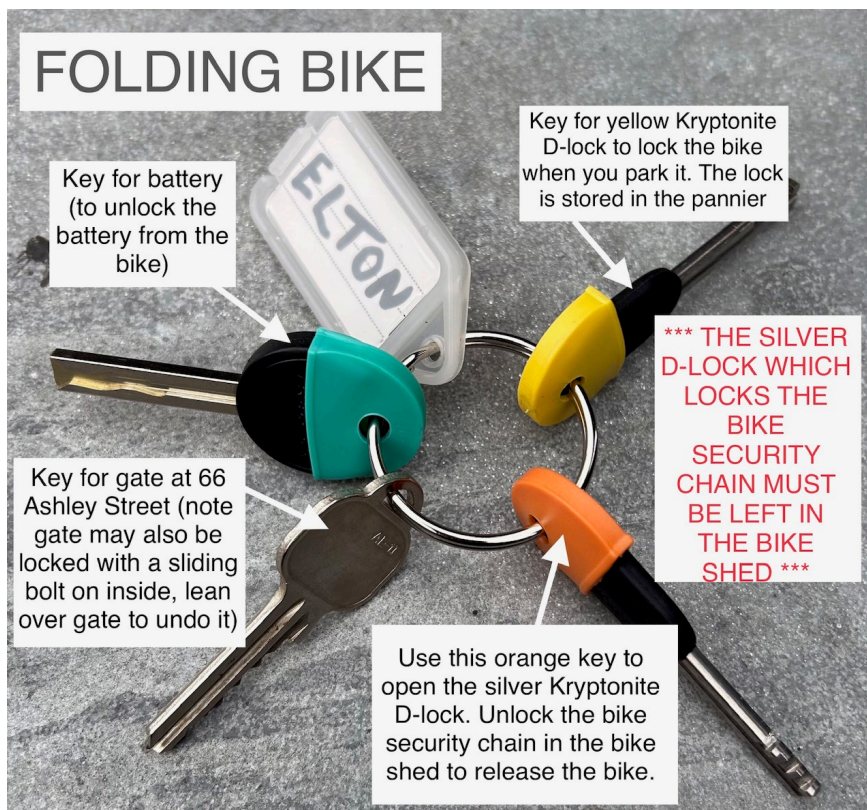 FOLDING BIKE
Key for battery
(to unlock the
battery from the
bike)
ELTON
Key for yellow Kryptonite
D-lock to lock the bike
when you park it. The lock
is stored in the pannier
*** THE SILVER
D-LOCK WHICH
LOCKS THE
BIKE
SECURITY
CHAIN MUST
BE LEFT IN
THE BIKE
SHED ***
Key for gate at 66
Ashley Street (note
gate may also be
locked with a sliding
bolt on inside, lean
over gate to undo it)
Use this orange key to
open the silver Kryptonite
D-lock. Unlock the bike
security chain in the bike
shed to release the bike.